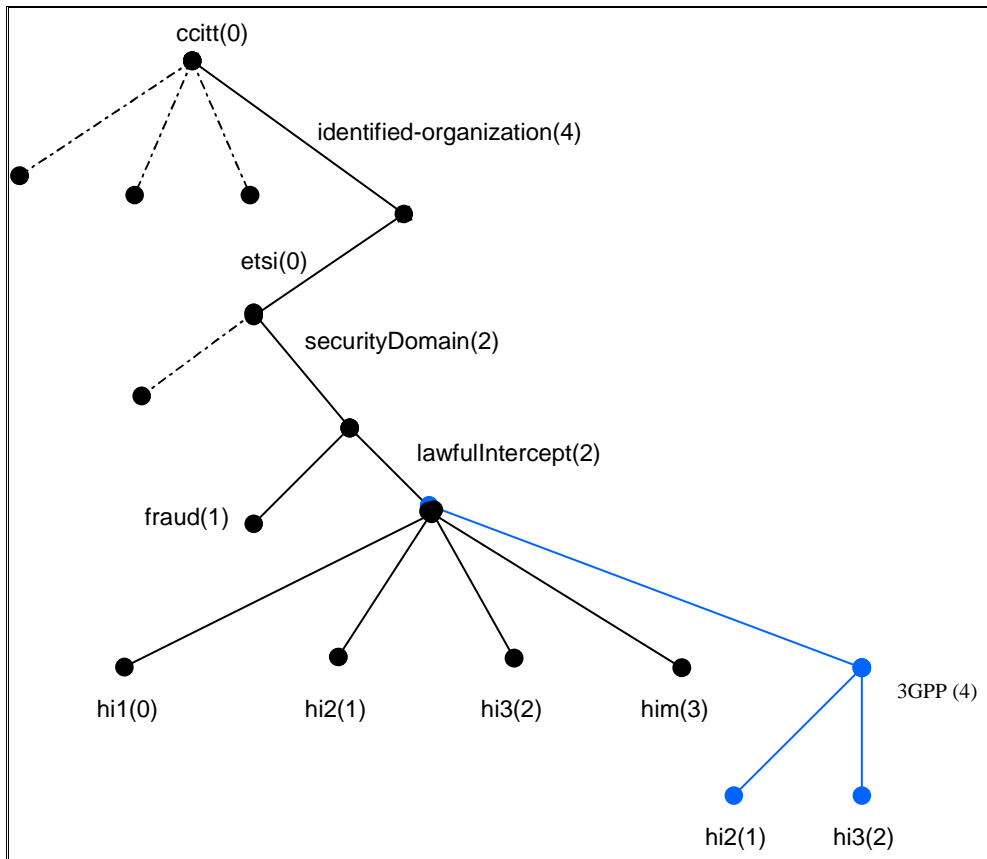 ccitt(0)
identified-organization(4)
etsi(0)
securityDomain(2)
lawfulIntercept(2)
fraud(1)
3GPP (4)
hi1(0)
hi2(1)
hi3(2)
him(3)
hi2(1)
hi3(2)